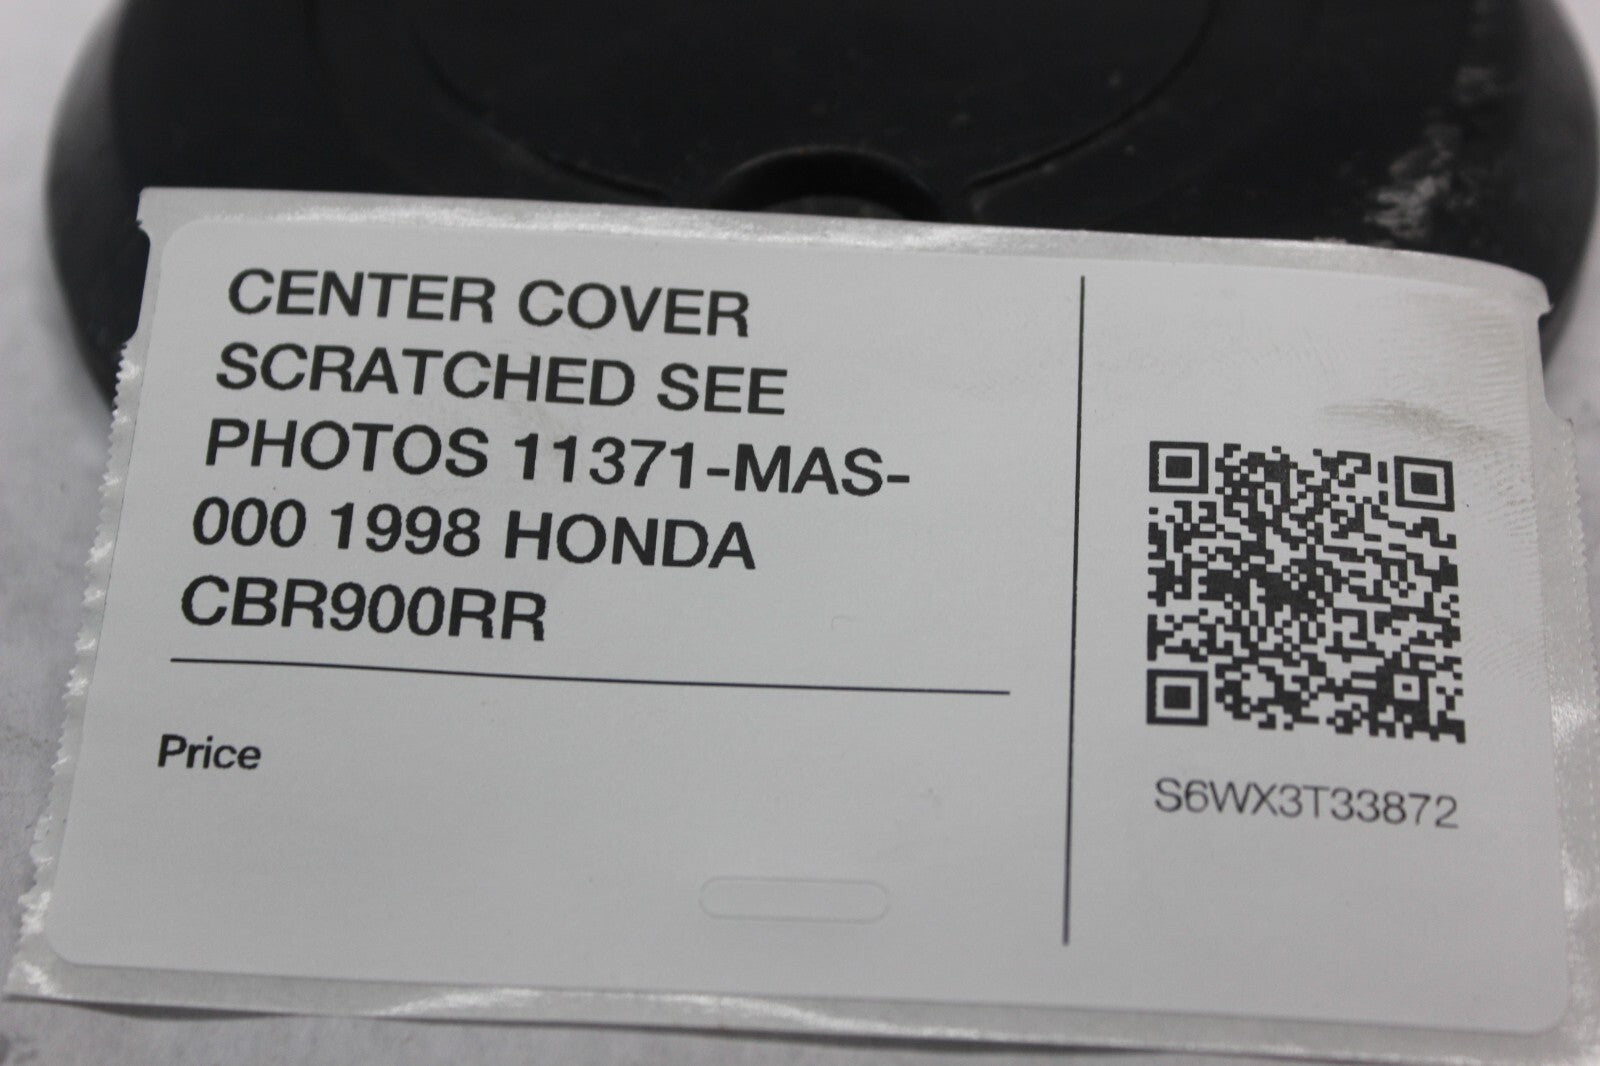 CENTER COVER
SCRATCHED SEE
PHOTOS 11371-MAS-
000 1998 HONDA
CBR900RR
Price
S6WX3T33872